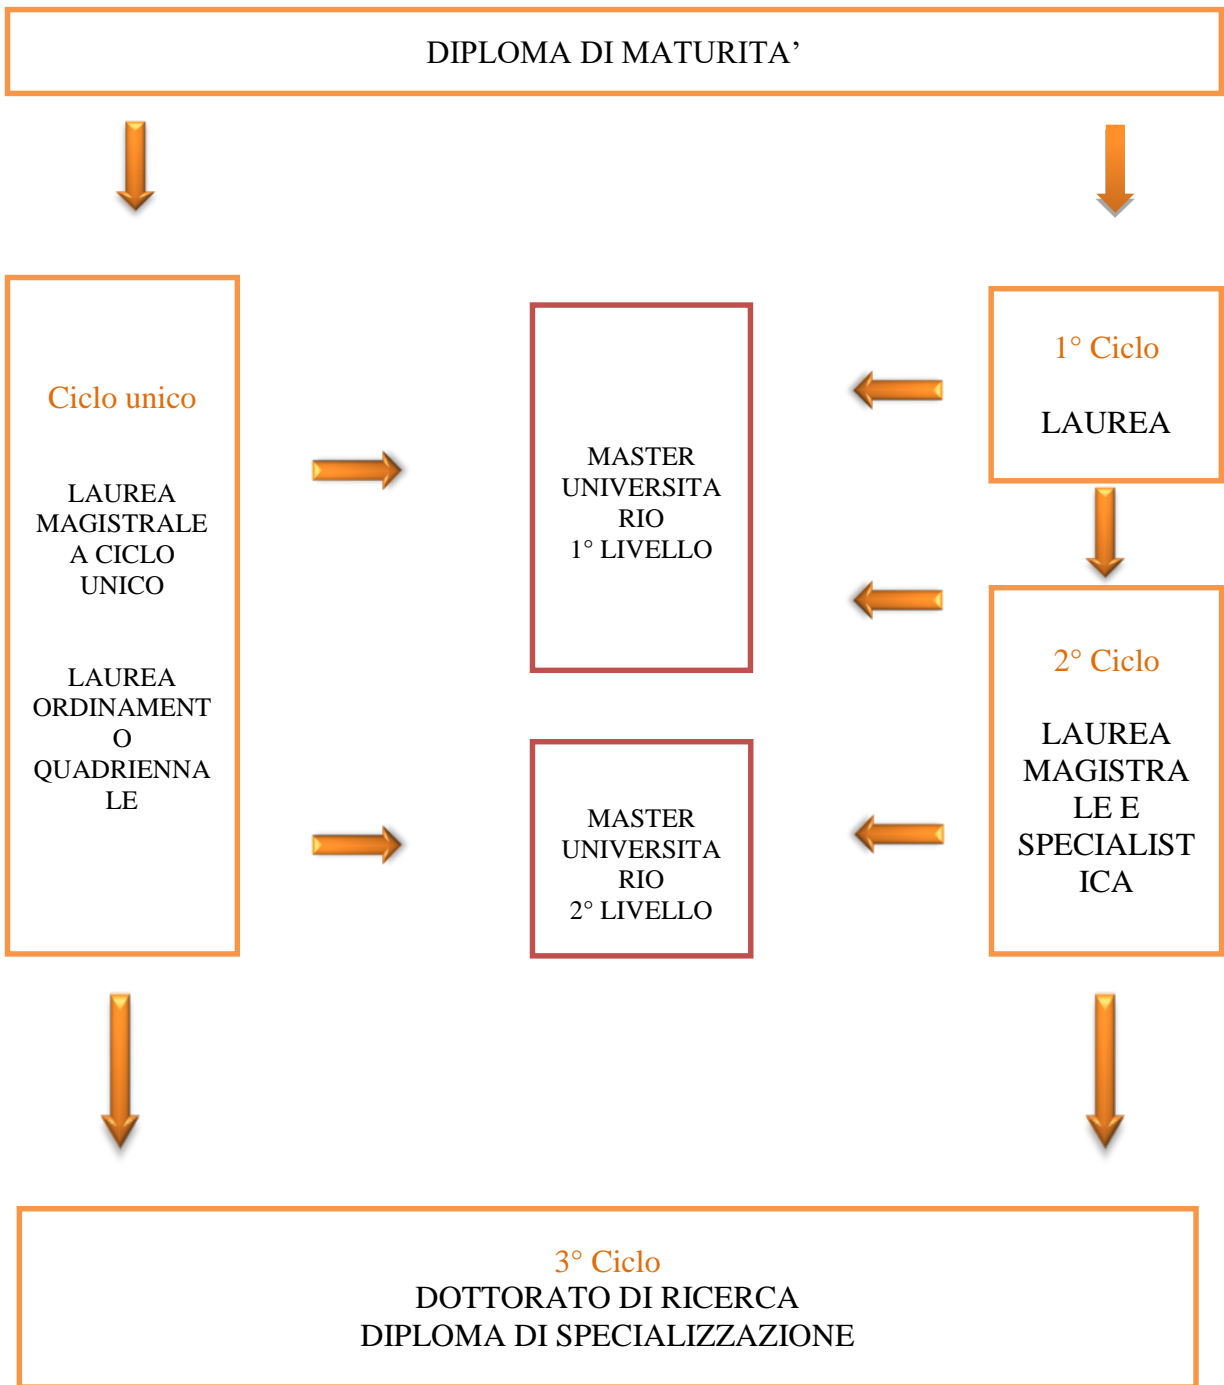 DIPLOMA DI MATURITA’
Ciclo unico
LAUREA
MAGISTRALE
A CICLO
UNICO
LAUREA
ORDINAMENT
O
QUADRIENNA
LE
MASTER
UNIVERSITA
RIO
1° LIVELLO
MASTER
UNIVERSITA
RIO
2° LIVELLO
1° Ciclo
LAUREA
2° Ciclo
LAUREA
MAGISTRA
LE E
SPECIALIST
ICA
3° Ciclo
DOTTORATO DI RICERCA
DIPLOMA DI SPECIALIZZAZIONE